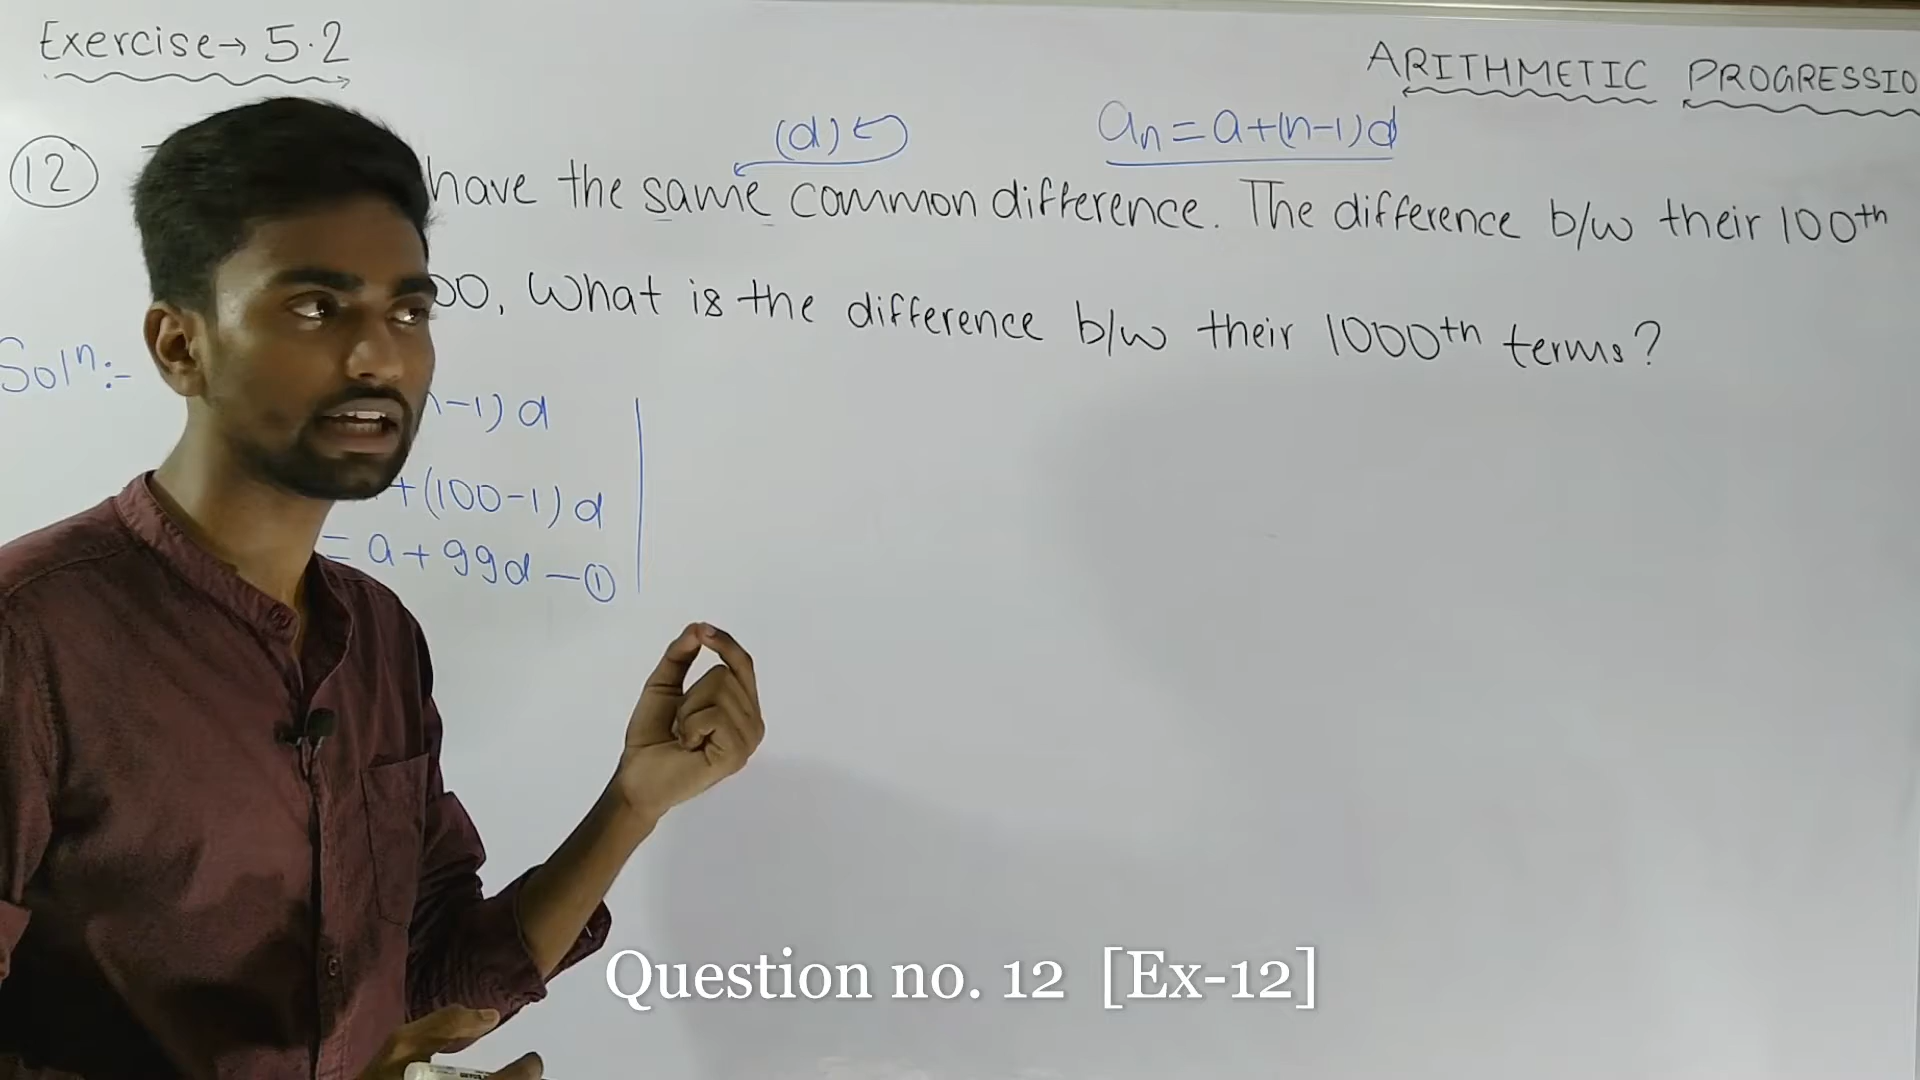 Exercise→ 5.2
ARITHMETIC PROGRESSIO
(d)
an = a+(n-1)d
12 have the same common difference. The difference b/w their 100th
00, What is the difference b/w their 1000th terms?
Soln:-
-1) d
+(100-1) d
= a + 99d - 1
Question no. 12 [Ex-12]